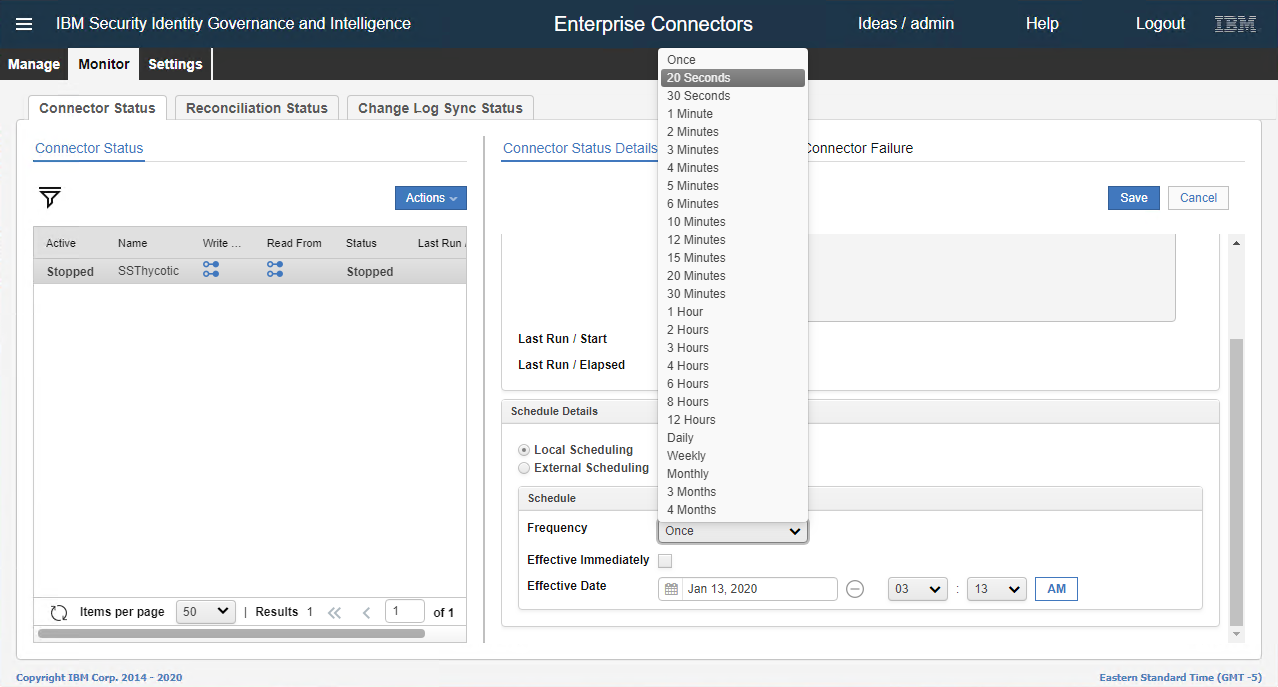 IBM Security Identity Governance and Intelligence
Enterprise Connectors
Ideas / admin
Help
Logout
IBM
Manage
Monitor
Settings
Connector Status
Reconciliation Status
Change Log Sync Status
Connector Status
Actions
Active Name Write ... Read From Status Last Run /
Stopped SSThycotic Stopped
Items per page 50 | Results 1 1 of 1
Connector Status Details
Connector Failure
Save
Cancel
Last Run / Start
Last Run / Elapsed
Schedule Details
Local Scheduling
External Scheduling
Schedule
Frequency
Once
20 Seconds
30 Seconds
1 Minute
2 Minutes
3 Minutes
4 Minutes
5 Minutes
6 Minutes
10 Minutes
12 Minutes
15 Minutes
20 Minutes
30 Minutes
1 Hour
2 Hours
3 Hours
4 Hours
6 Hours
8 Hours
12 Hours
Daily
Weekly
Monthly
3 Months
4 Months
Once
Effective Immediately
Effective Date
Jan 13, 2020
03 : 13 AM
Copyright IBM Corp. 2014 - 2020
Eastern Standard Time (GMT -5)